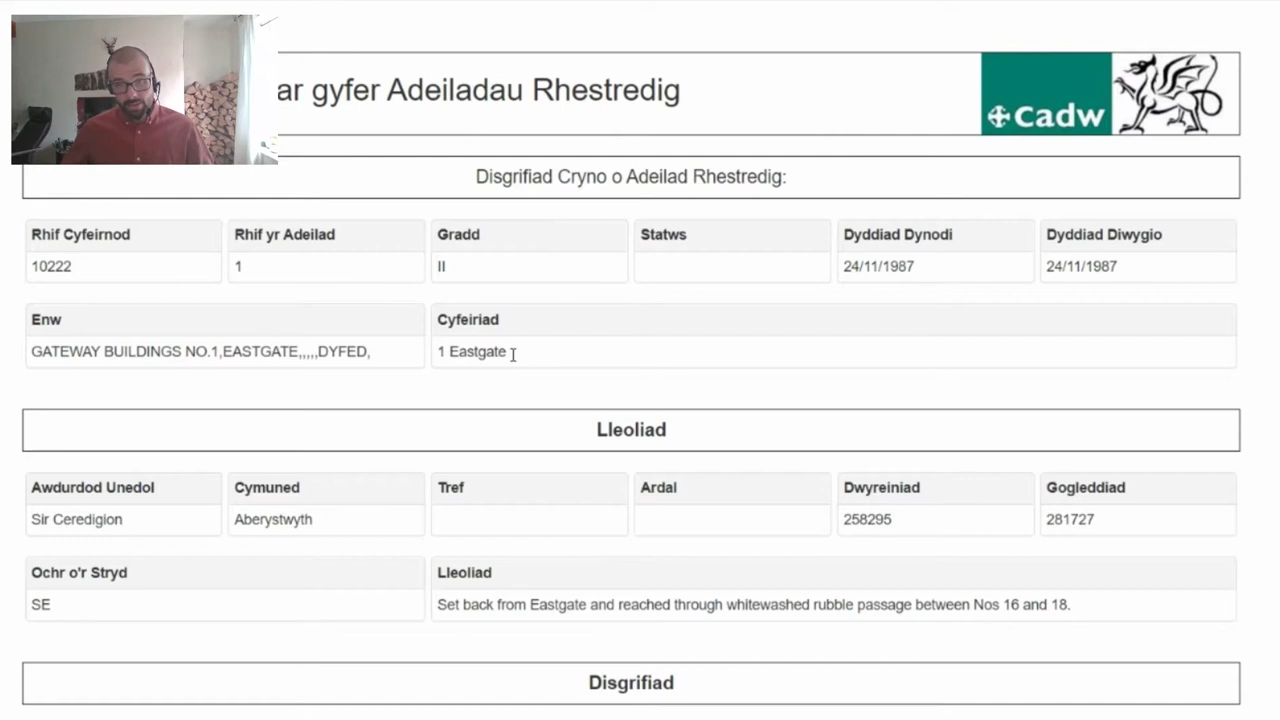 ar gyfer Adeiladau Rhestredig
Cadw
Disgrifiad Cryno o Adeilad Rhestredig:
Rhif Cyfeirnod Rhif yr Adeilad Gradd Statws Dyddiad Dynodi Dyddiad Diwygio
10222 1 II 24/11/1987 24/11/1987
Enw Cyfeiriad
GATEWAY BUILDINGS NO.1,EASTGATE,,,,,DYFED, 1 Eastgate
Lleoliad
Awdurdod Unedol Cymuned Tref Ardal Dwyreiniad Gogleddiad
Sir Ceredigion Aberystwyth 258295 281727
Ochr o'r Stryd Lleoliad
SE Set back from Eastgate and reached through whitewashed rubble passage between Nos 16 and 18.
Disgrifiad